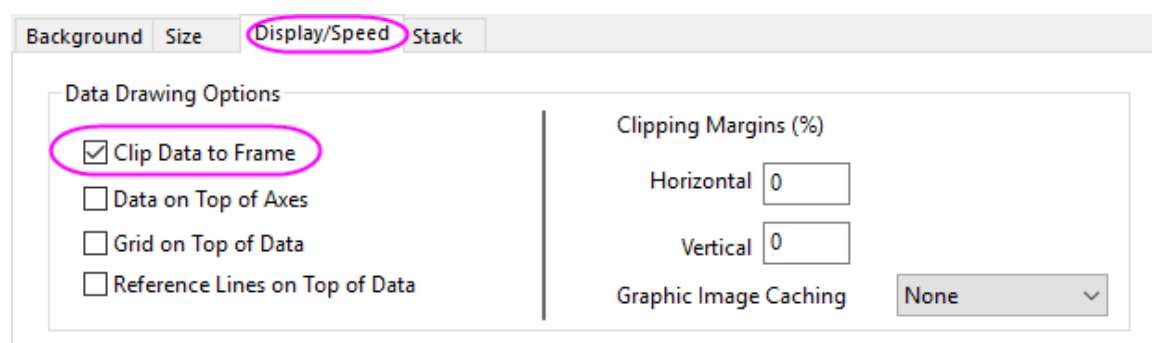 Background Size Display/Speed Stack
Data Drawing Options
Clip Data to Frame
Data on Top of Axes
Grid on Top of Data
Reference Lines on Top of Data
Clipping Margins (%)
Horizontal 0
Vertical 0
Graphic Image Caching None